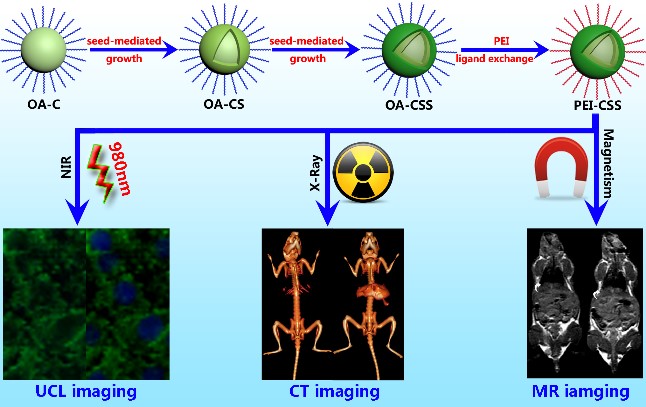 seed-mediated
growth
seed-mediated
growth
PEI
ligand exchange
OA-C
OA-CS
OA-CSS
PEI-CSS
NIR
980nm
X-Ray
Magnetism
UCL imaging
CT imaging
MR iamging